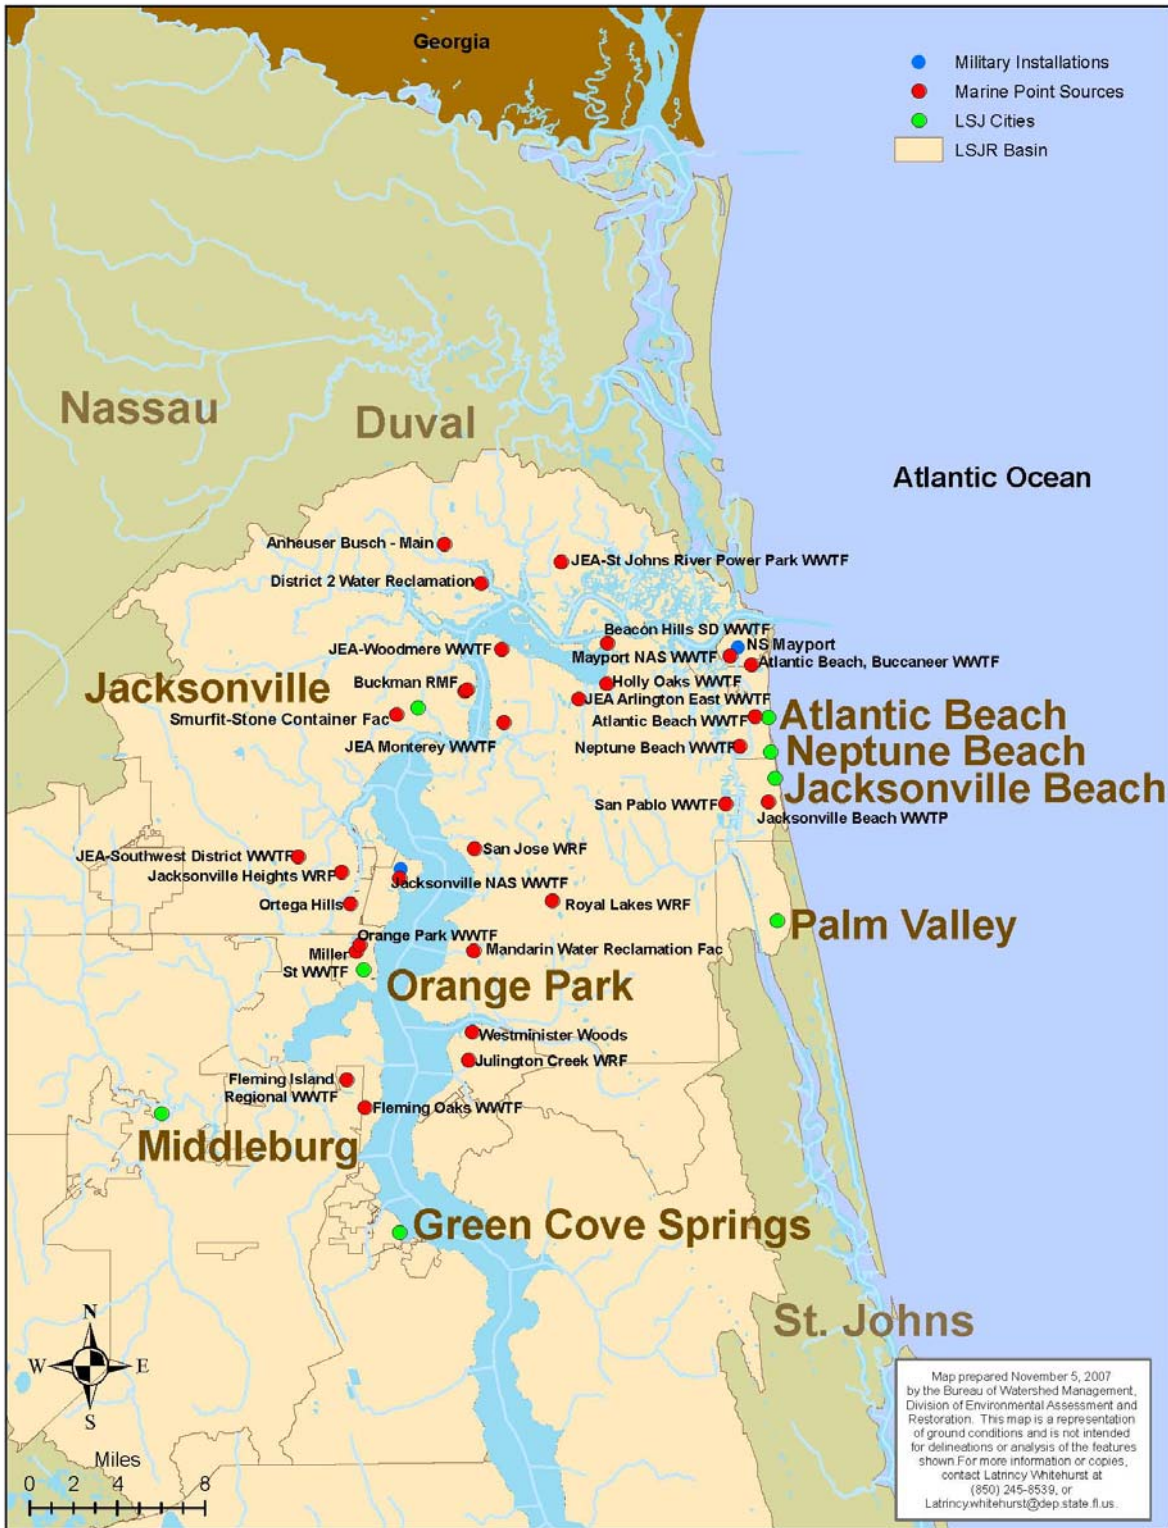 Georgia
Military Installations
Marine Point Sources
LSJ Cities
LSJR Basin
Nassau
Duval
Atlantic Ocean
Anheuser Busch - Main
JEA-St Johns River Power Park WWTF
District 2 Water Reclamation
Beacon Hills SD WWTF
NS Mayport
JEA-Woodmere WWTF
Mayport NAS WWTF
Atlantic Beach, Buccaneer WWTF
Jacksonville
Buckman RMF
Holly Oaks WWTF
JEA Arlington East WWTF
Smurfit-Stone Container Fac
Atlantic Beach WWTF
Atlantic Beach
JEA Monterey WWTF
Neptune Beach WWTF
Neptune Beach
Jacksonville Beach
San Pablo WWTF
Jacksonville Beach WWTP
JEA-Southwest District WWTF
San Jose WRF
Jacksonville Heights WRF
Jacksonville NAS WWTF
Ortega Hills
Royal Lakes WRF
Palm Valley
Orange Park WWTF
Miller
St WWTF
Mandarin Water Reclamation Fac
Orange Park
Westminister Woods
Julington Creek WRF
Fleming Island
Regional WWTF
Fleming Oaks WWTF
Middleburg
Green Cove Springs
St. Johns
N
W
E
S
Miles
0 2 4 8
Map prepared November 5, 2007
by the Bureau of Watershed Management,
Division of Environmental Assessment and
Restoration. This map is a representation
of ground conditions and is not intended
for delineations or analysis of the features
shown.For more information or copies,
contact Latrincy Whitehurst at
(850) 245-8539, or
Latrincy.whitehurst@dep.state.fl.us.